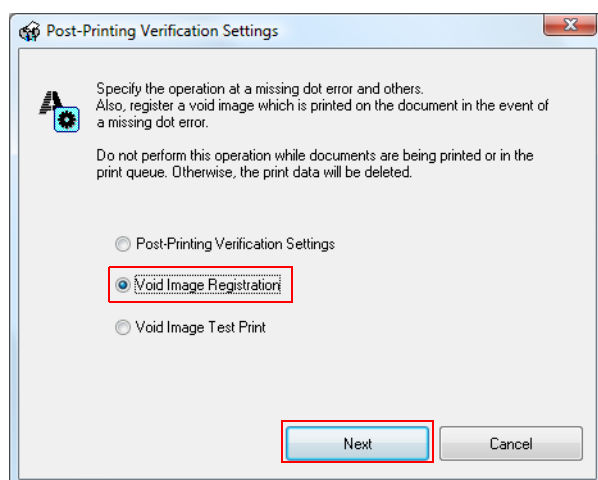 Post-Printing Verification Settings
Specify the operation at a missing dot error and others.
Also, register a void image which is printed on the document in the event of
a missing dot error.
Do not perform this operation while documents are being printed or in the
print queue. Otherwise, the print data will be deleted.
Post-Printing Verification Settings
Void Image Registration
Void Image Test Print
Next
Cancel